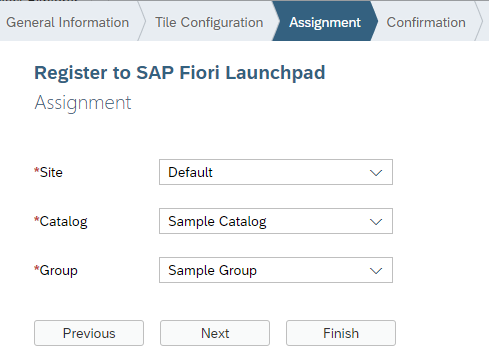 General Information
Tile Configuration
Assignment
Confirmation
Register to SAP Fiori Launchpad
Assignment
*Site Default
*Catalog Sample Catalog
*Group Sample Group
Previous Next Finish